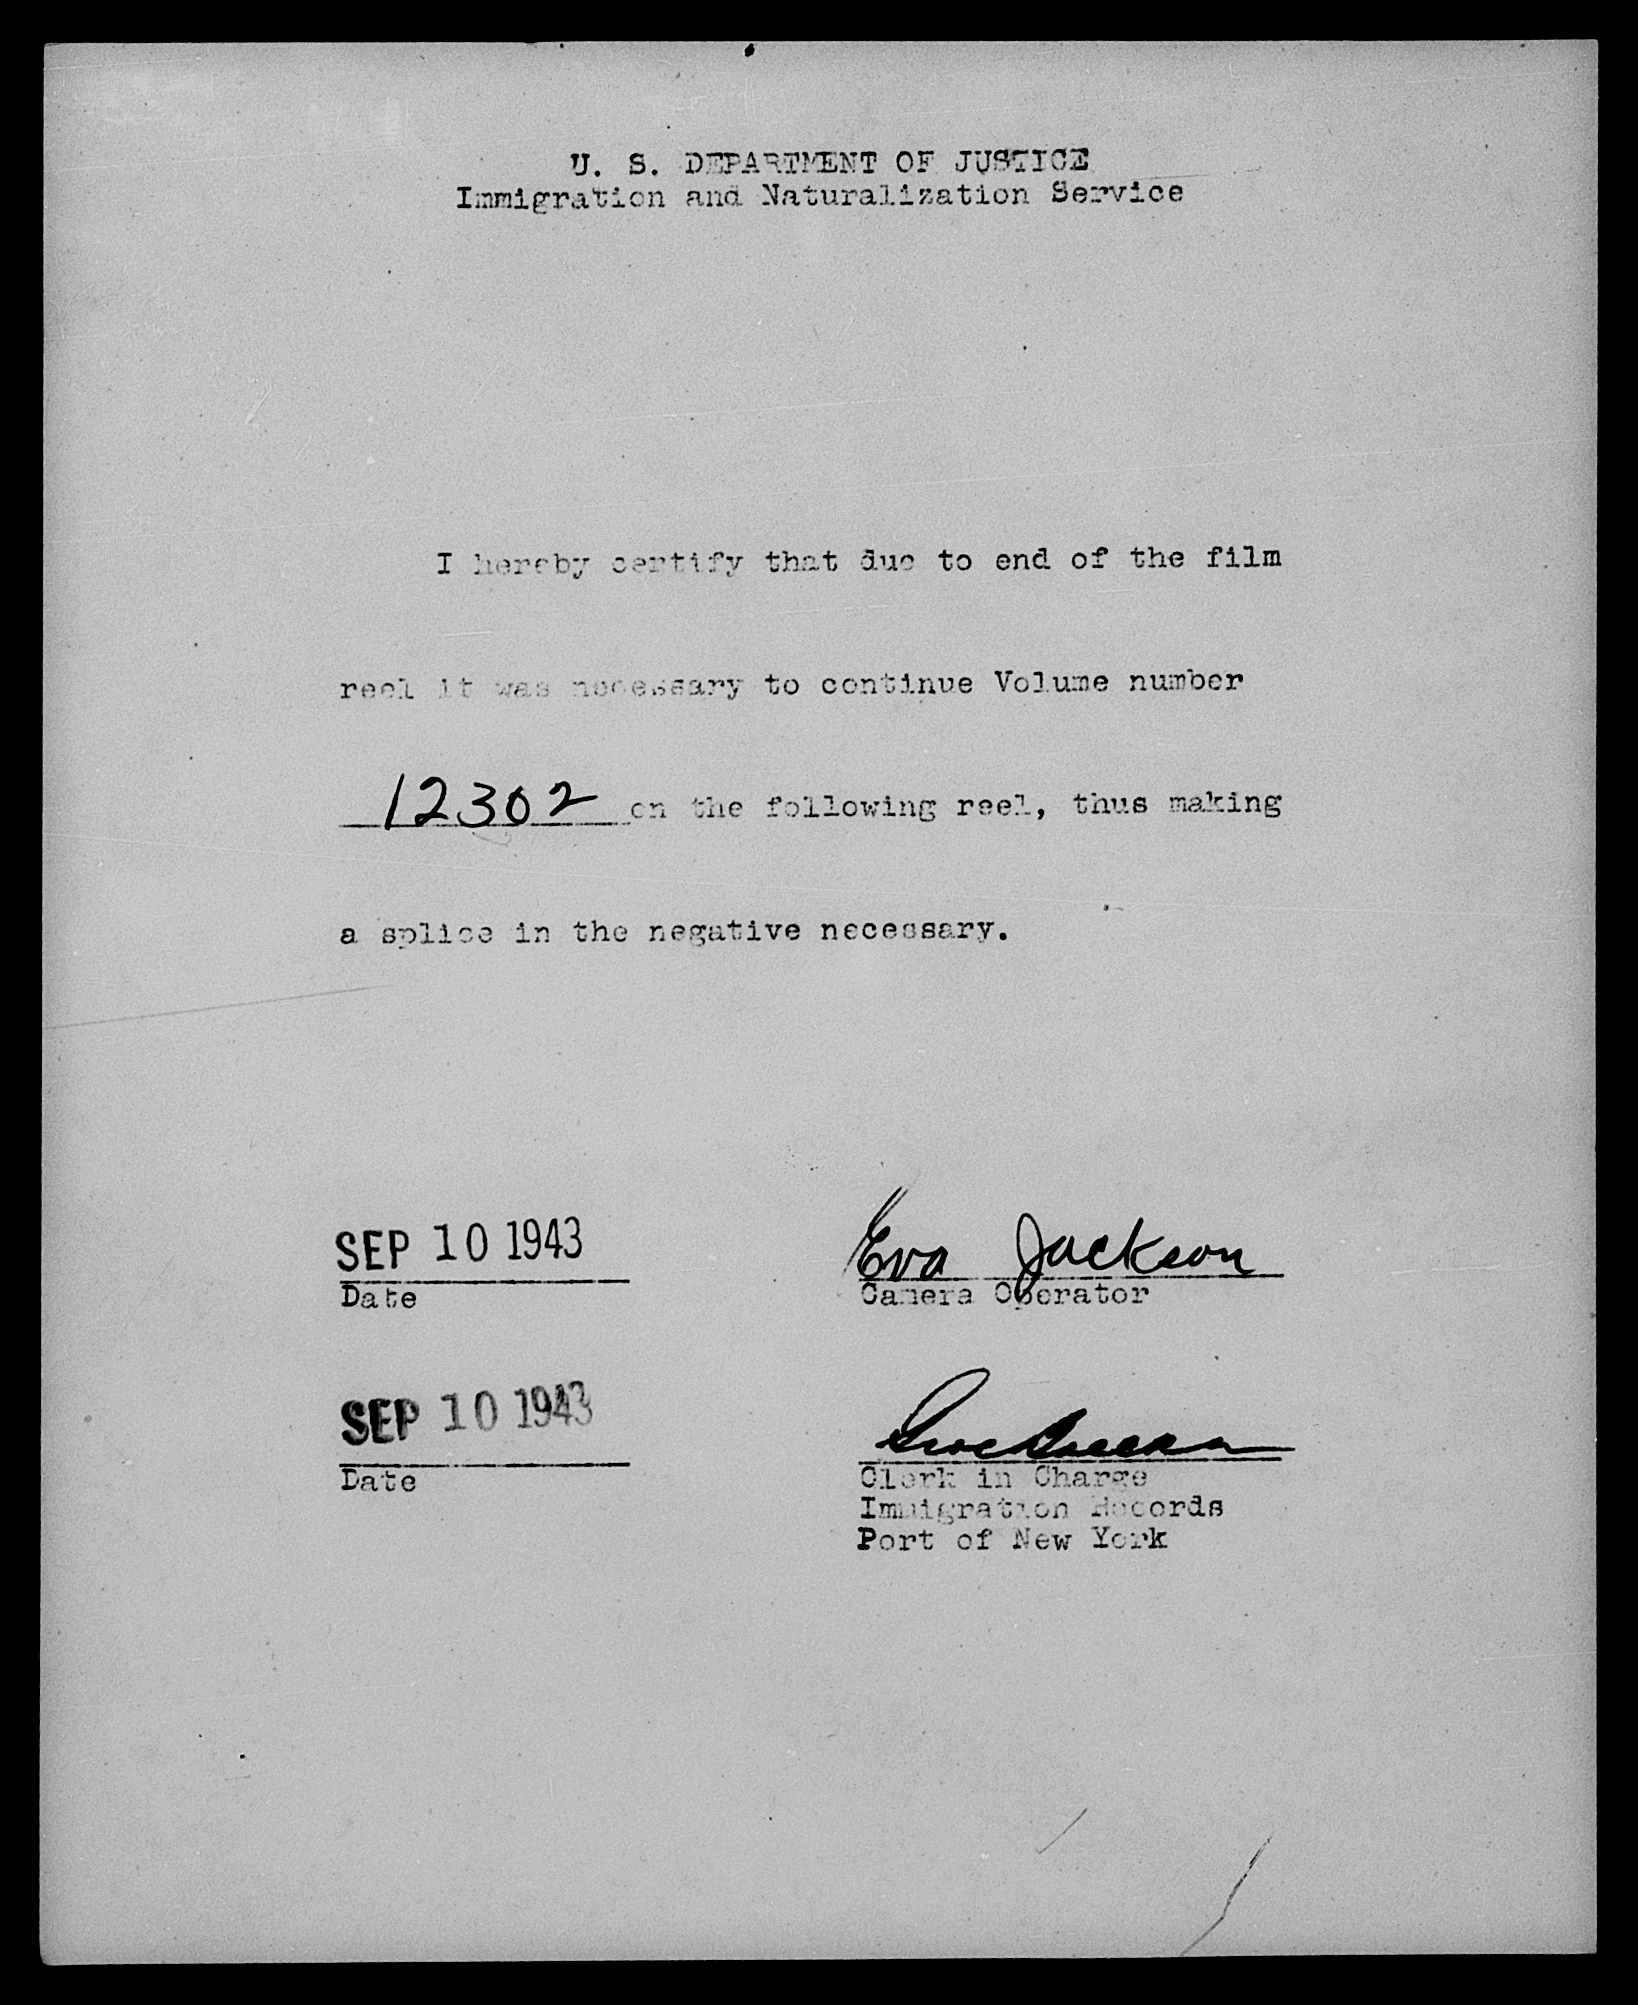 U. S. DEPARTMENT OF JUSTICE
Immigration and Naturalization Service
I hereby certify that due to end of the film
reel it was necessary to continue Volume number
12302 on the following reel, thus making
a splice in the negative necessary.
SEP 10 1943
Date
Eva Jackson
Camera Operator
SEP 10 1943
Date
Clerk in Charge
Immigration Records
Port of New York